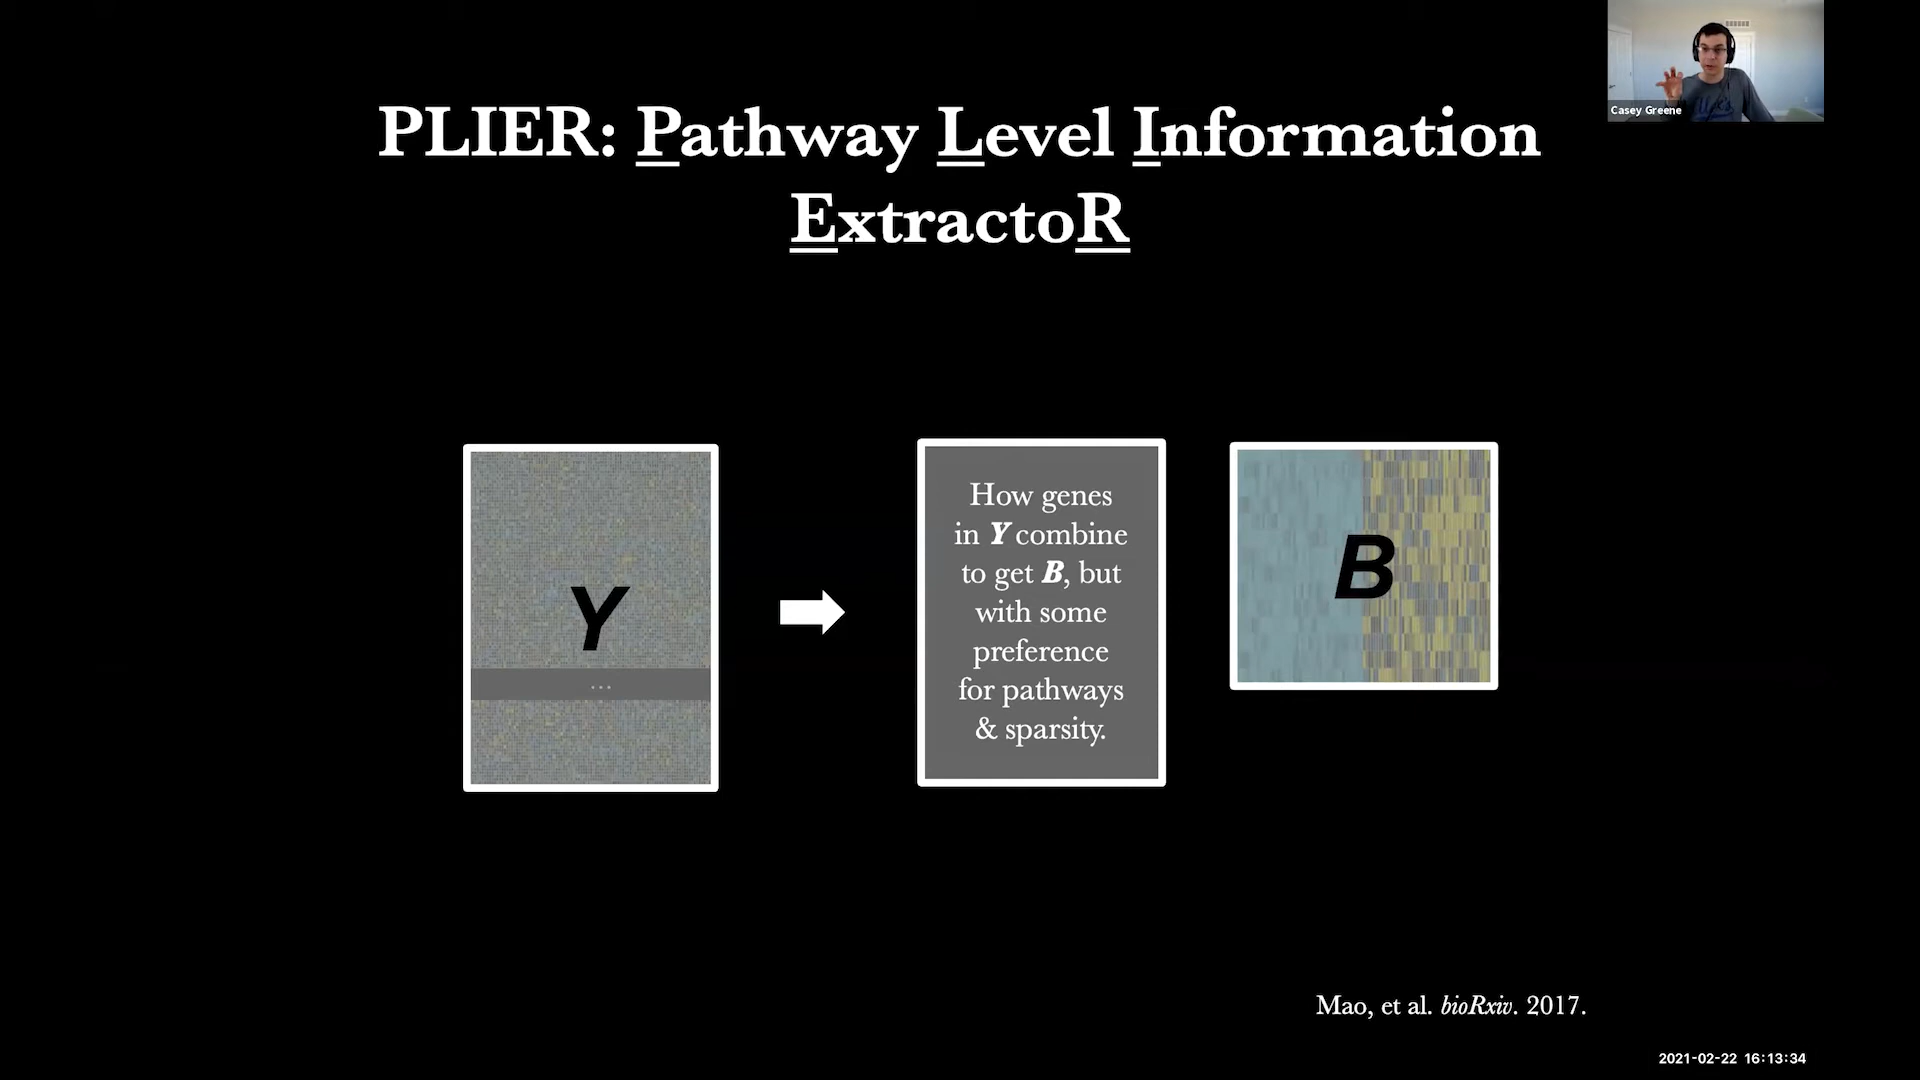 PLIER: Pathway Level Information
ExtractoR
Casey Greene
Y
...
How genes
in Y combine
to get B, but
with some
preference
for pathways
& sparsity.
B
Mao, et al. bioRxiv. 2017.
2021-02-22 16:13:34